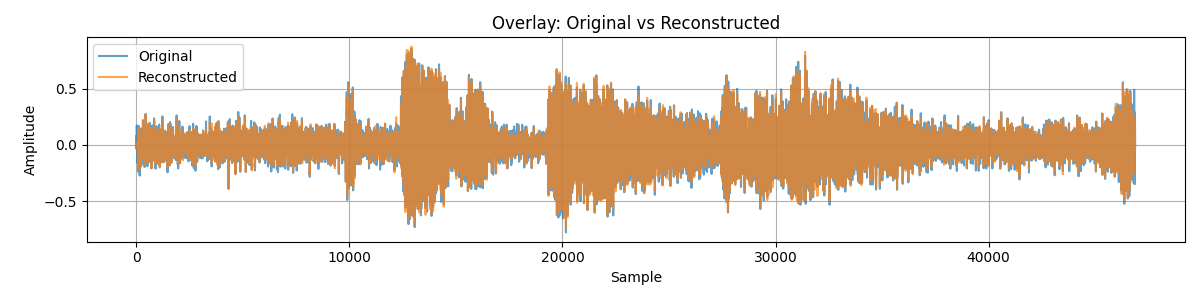 Overlay: Original vs Reconstructed
Original
Reconstructed
Amplitude
0.5
0.0
−0.5
0 10000 20000 30000 40000
Sample